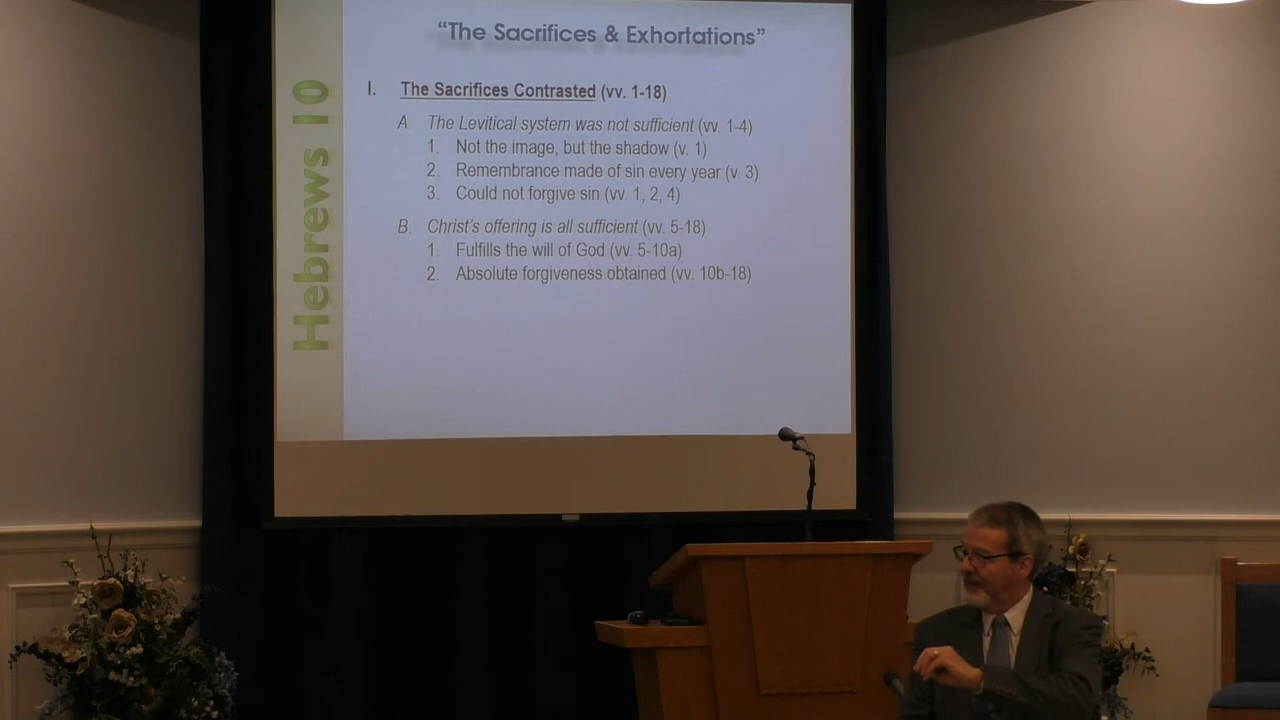 “The Sacrifices & Exhortations”
Hebrews 10
I. The Sacrifices Contrasted (vv. 1-18)
A. The Levitical system was not sufficient (vv. 1-4)
1. Not the image, but the shadow (v. 1)
2. Remembrance made of sin every year (v. 3)
3. Could not forgive sin (vv. 1, 2, 4)
B. Christ’s offering is all sufficient (vv. 5-18)
1. Fulfills the will of God (vv. 5-10a)
2. Absolute forgiveness obtained (vv. 10b-18)